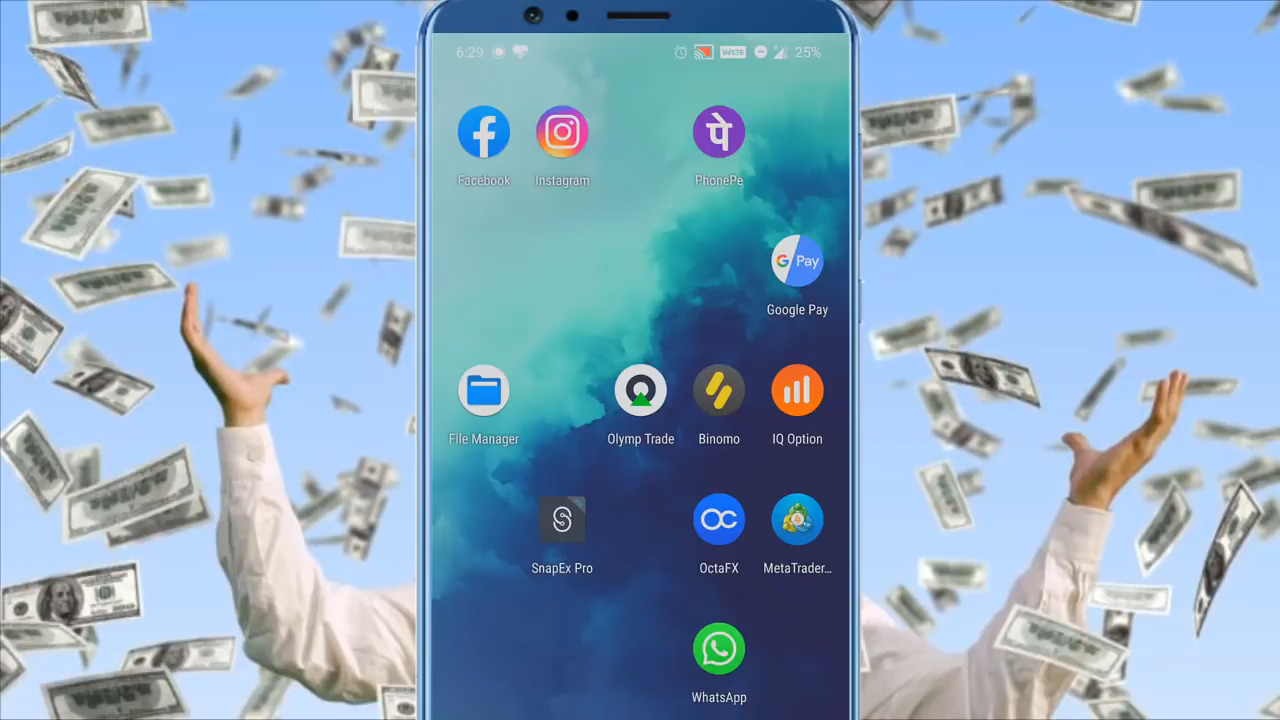 6:29
VoLTE
25%
Facebook
Instagram
पे
PhonePe
G Pay
Google Pay
File Manager
Olymp Trade
Binomo
IQ Option
SnapEx Pro
OctaFX
MetaTrader...
WhatsApp